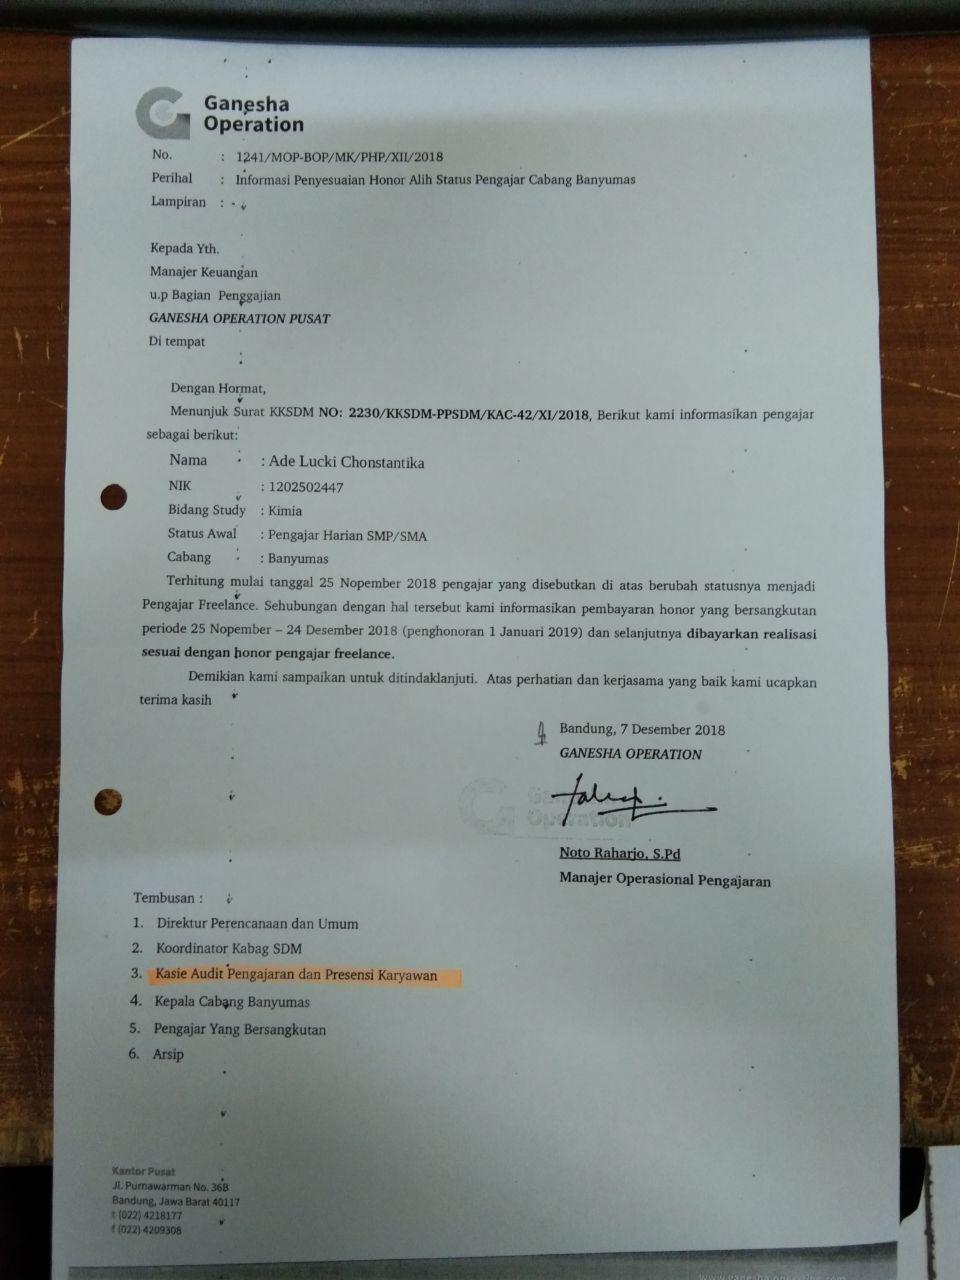 Ganesha
Operation
No. : 1241/MOP-BOP/MK/PHP/XII/2018
Perihal : Informasi Penyesuaian Honor Alih Status Pengajar Cabang Banyumas
Lampiran : -
Kepada Yth.
Manajer Keuangan
u.p Bagian Penggajian
GANESHA OPERATION PUSAT
Di tempat
Dengan Hormat,
Menunjuk Surat KKSDM NO: 2230/KKSDM-PPSDM/KAC-42/XI/2018, Berikut kami informasikan pengajar
sebagai berikut:
Nama : Ade Lucki Chonstantika
NIK : 1202502447
Bidang Study : Kimia
Status Awal : Pengajar Harian SMP/SMA
Cabang : Banyumas
Terhitung mulai tanggal 25 Nopember 2018 pengajar yang disebutkan di atas berubah statusnya menjadi
Pengajar Freelance. Sehubungan dengan hal tersebut kami informasikan pembayaran honor yang bersangkutan
periode 25 Nopember – 24 Desember 2018 (penghonoran 1 Januari 2019) dan selanjutnya dibayarkan realisasi
sesuai dengan honor pengajar freelance.
Demikian kami sampaikan untuk ditindaklanjuti. Atas perhatian dan kerjasama yang baik kami ucapkan
terima kasih
Bandung, 7 Desember 2018
GANESHA OPERATION
Ganesha
Operation
Noto Raharjo, S.Pd
Manajer Operasional Pengajaran
Tembusan :
1. Direktur Perencanaan dan Umum
2. Koordinator Kabag SDM
3. Kasie Audit Pengajaran dan Presensi Karyawan
4. Kepala Cabang Banyumas
5. Pengajar Yang Bersangkutan
6. Arsip
Kantor Pusat
Jl. Purnawarman No. 36B
Bandung, Jawa Barat 40117
t (022) 4218177
f (022) 4209308